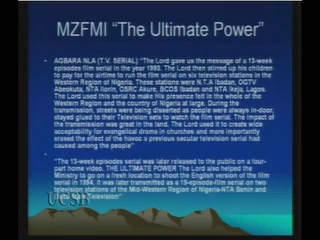 MZFMI “The Ultimate Power”
• AGBARA NLA (T.V. SERIAL) “The Lord gave us the message of a 13-week
episodes film serial in the year 1993. The Lord then stirred up his children
to pay for the airtime to run the film serial on six television stations in the
Western Region of Nigeria. These stations were N.T.A Ibadan, OGTV
Abeokuta, NTA Ilorin, OSRC Akure, BCOS Ibadan and NTA Ikeja, Lagos.
The Lord used this serial to make His presence felt in the whole of the
Western Region and the country of Nigeria at large. During the
transmission, streets were being disserted as people were always in-door,
stayed glued to their Television sets to watch the film serial. The impact of
the transmission was great in the land. The Lord used it to create wide
acceptability for evangelical drama in churches and more importantly
erased the effect of the havoc a previous secular television serial had
caused among the people”
•
“The 13-week episodes serial was later released to the public on a four-
part home video. THE ULTIMATE POWER The Lord also helped the
Ministry to go on a fresh location to shoot the English version of the film
serial in 1994. It was later transmitted as a 19-episode-film serial on two
television stations of the Mid-Western Region of Nigeria-NTA Benin and
Television”